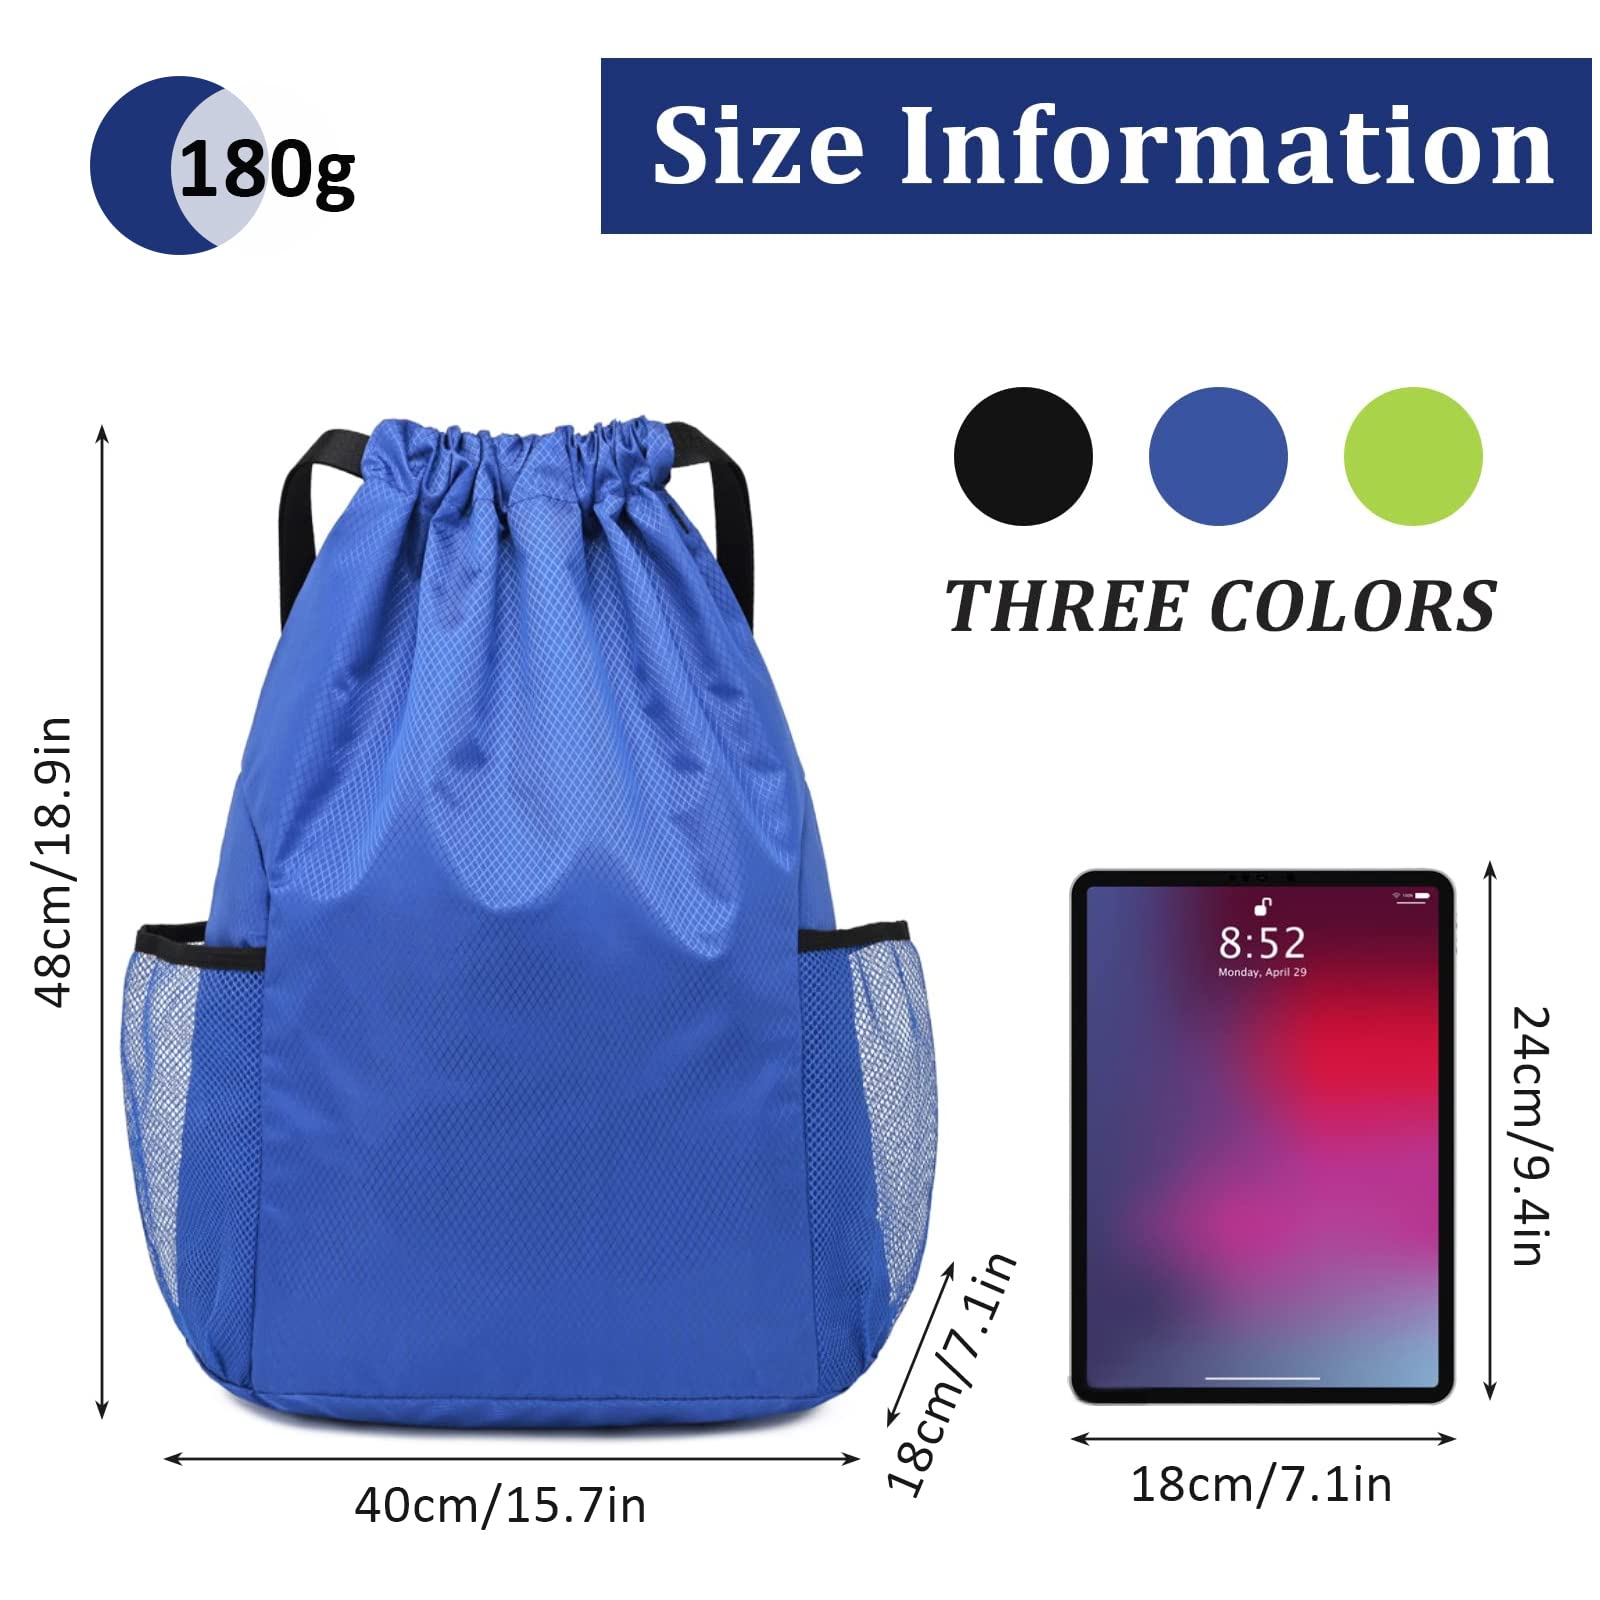 180g
Size Information
THREE COLORS
48cm/18.9in
40cm/15.7in
18cm/7.1in
8:52
Monday, April 29
24cm/9.4in
18cm/7.1in